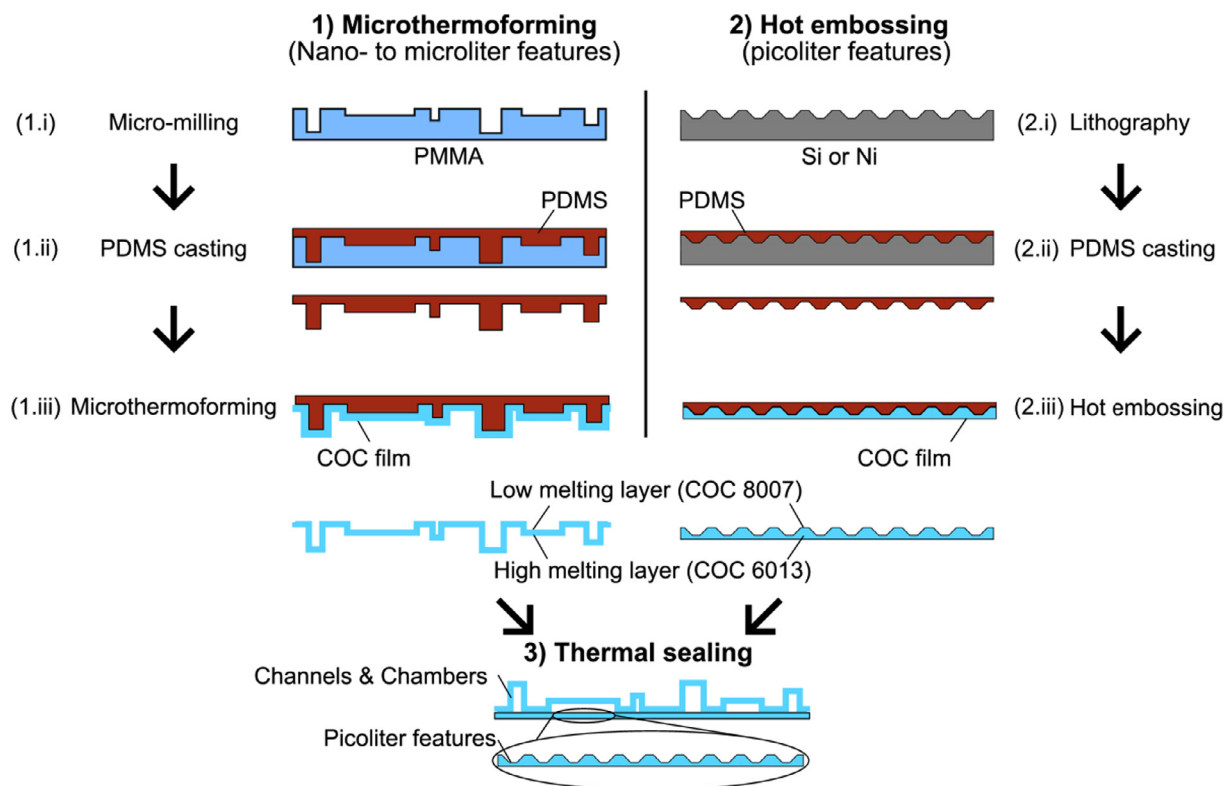 1) Microthermoforming
(Nano- to microliter features)
2) Hot embossing
(picoliter features)
(1.i) Micro-milling
PMMA
Si or Ni
(2.i) Lithography
PDMS
PDMS
(1.ii) PDMS casting
(2.ii) PDMS casting
(1.iii) Microthermoforming
(2.iii) Hot embossing
COC film
COC film
Low melting layer (COC 8007)
High melting layer (COC 6013)
3) Thermal sealing
Channels & Chambers
Picoliter features